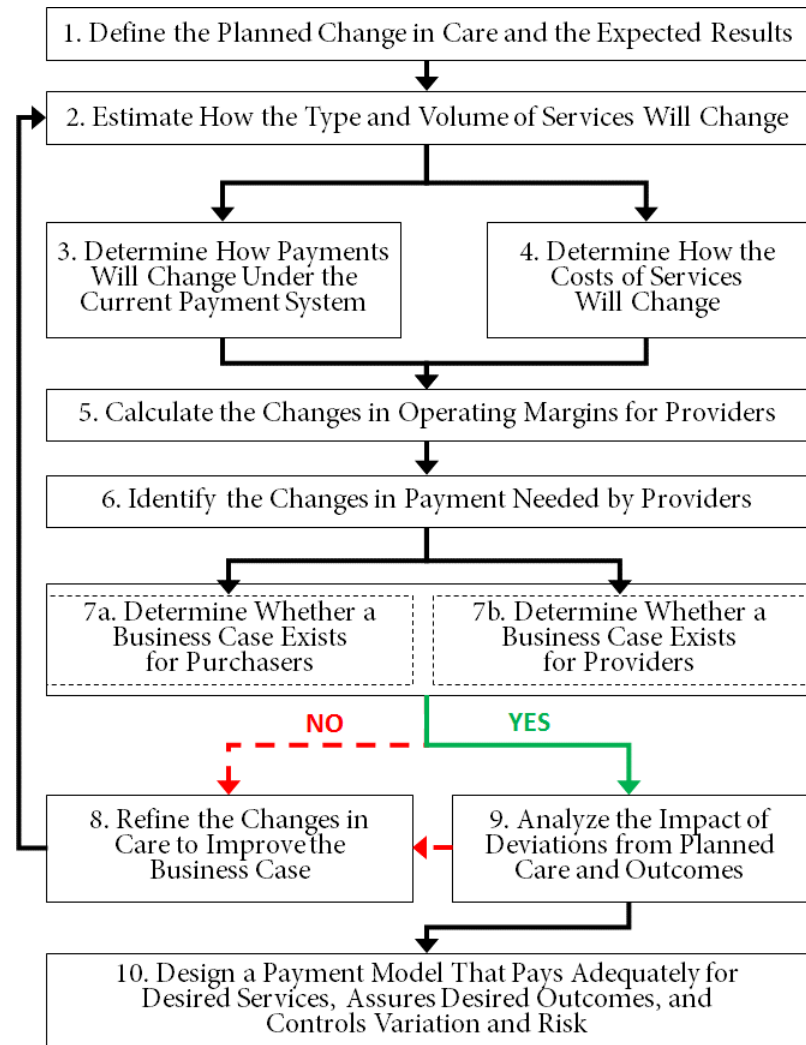 1. Define the Planned Change in Care and the Expected Results
2. Estimate How the Type and Volume of Services Will Change
3. Determine How Payments
Will Change Under the
Current Payment System
4. Determine How the
Costs of Services
Will Change
5. Calculate the Changes in Operating Margins for Providers
6. Identify the Changes in Payment Needed by Providers
7a. Determine Whether a
Business Case Exists
for Purchasers
7b. Determine Whether a
Business Case Exists
for Providers
NO
YES
8. Refine the Changes in
Care to Improve the
Business Case
9. Analyze the Impact of
Deviations from Planned
Care and Outcomes
10. Design a Payment Model That Pays Adequately for
Desired Services, Assures Desired Outcomes, and
Controls Variation and Risk